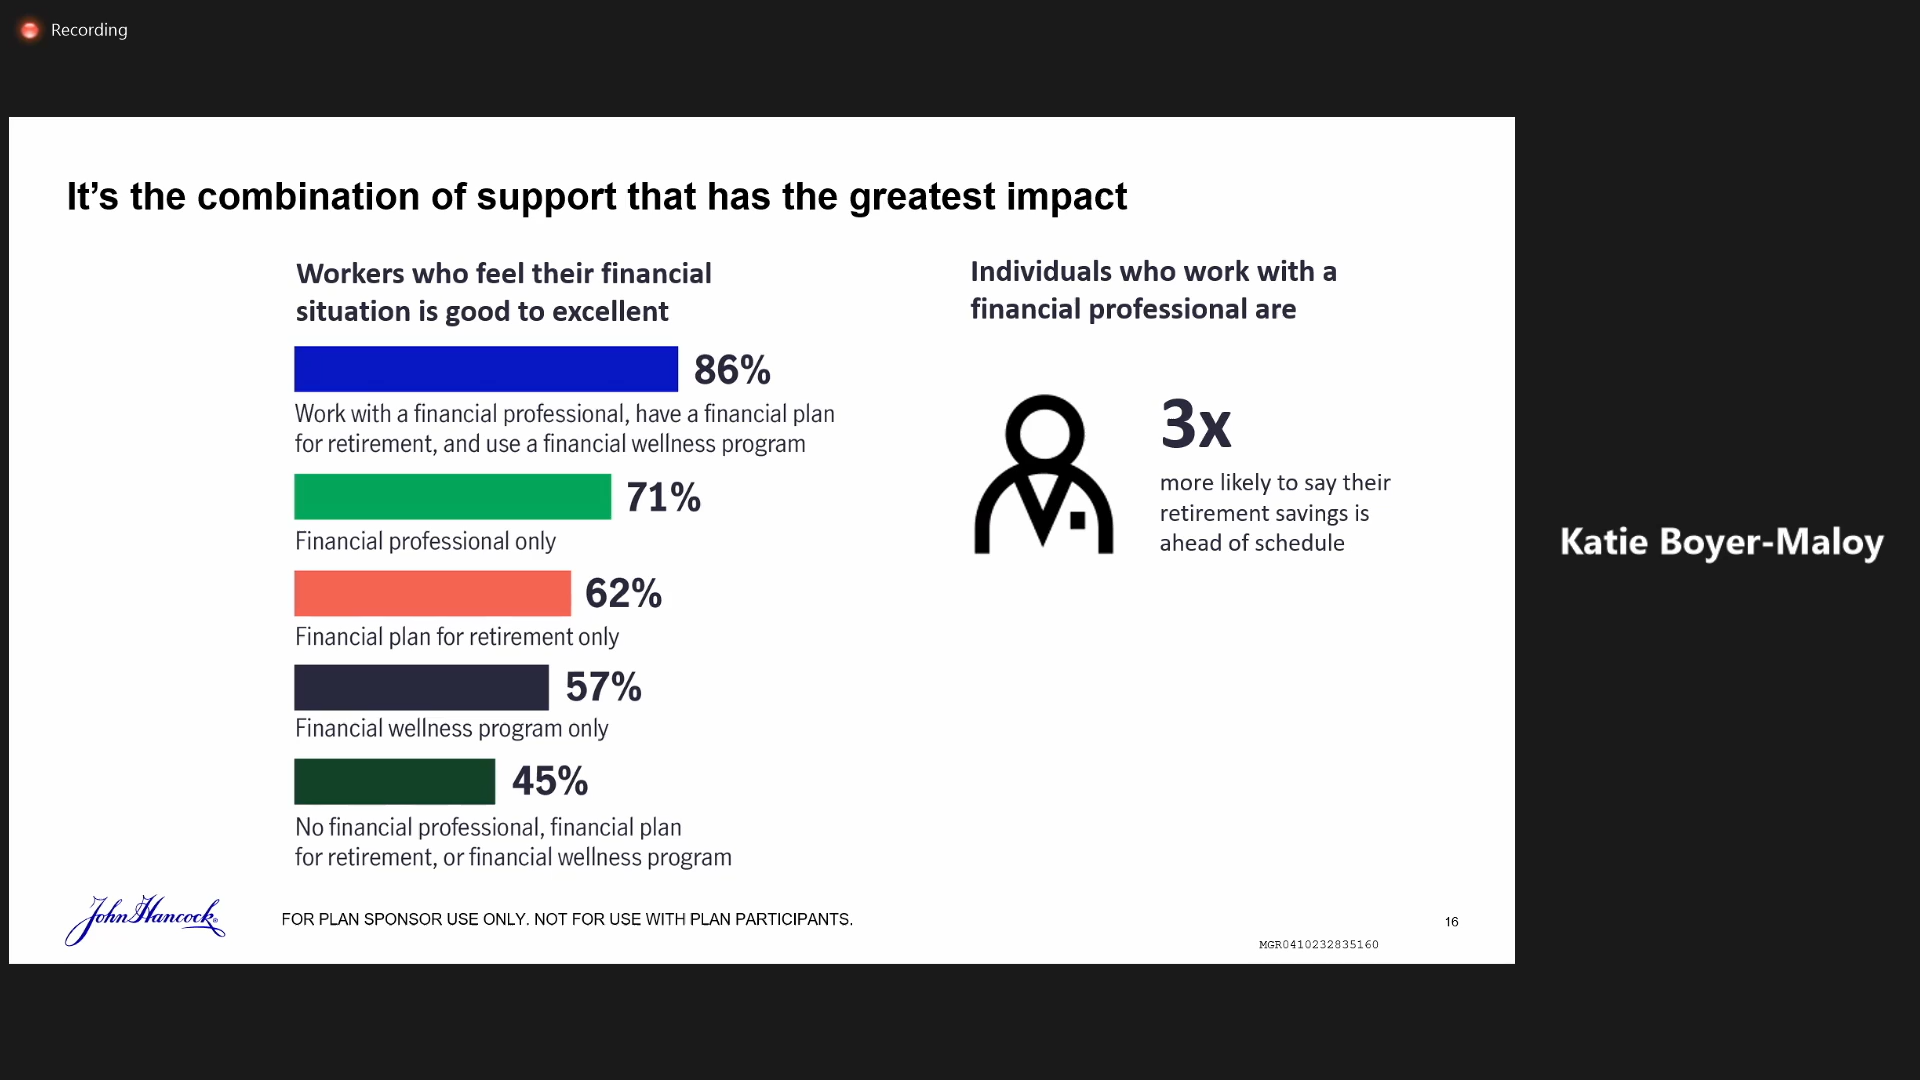 Recording
It’s the combination of support that has the greatest impact
Workers who feel their financial
situation is good to excellent
86%
Work with a financial professional, have a financial plan
for retirement, and use a financial wellness program
71%
Financial professional only
62%
Financial plan for retirement only
57%
Financial wellness program only
45%
No financial professional, financial plan
for retirement, or financial wellness program
Individuals who work with a
financial professional are
3x
more likely to say their
retirement savings is
ahead of schedule
Katie Boyer-Maloy
John Hancock®
FOR PLAN SPONSOR USE ONLY. NOT FOR USE WITH PLAN PARTICIPANTS.
16
MGR0410232835160